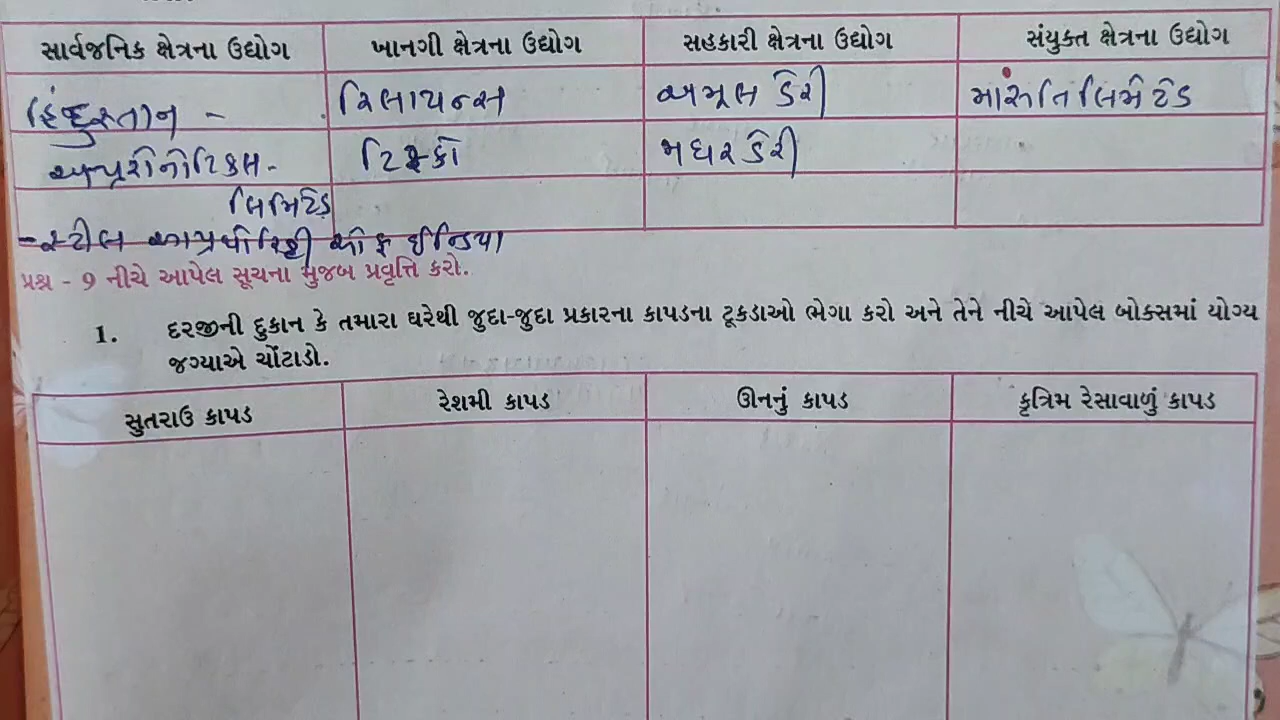 સાર્વજનિક ક્ષેત્રના ઉદ્યોગ ખાનગી ક્ષેત્રના ઉદ્યોગ સહકારી ક્ષેત્રના ઉદ્યોગ સંયુક્ત ક્ષેત્રના ઉદ્યોગ
હિંદુસ્તાન - રિલાયન્સ અમૂલ ડેરી મારુતિ લિમિટેડ
ટિસ્કો મધર ડેરી
લિમિટેડ
- સ્ટીલ ઓફ ઈન્ડિયા
પ્રશ્ન - 9 નીચે આપેલ સૂચના મુજબ પ્રવૃત્તિ કરો.
1. દરજીની દુકાન કે તમારા ઘરેથી જુદા-જુદા પ્રકારના કાપડના ટૂકડાઓ ભેગા કરો અને તેને નીચે આપેલ બોક્સમાં યોગ્ય
જગ્યાએ ચોંટાડો.
સુતરાઉ કાપડ રેશમી કાપડ ઊનનું કાપડ કૃત્રિમ રેસાવાળું કાપડ